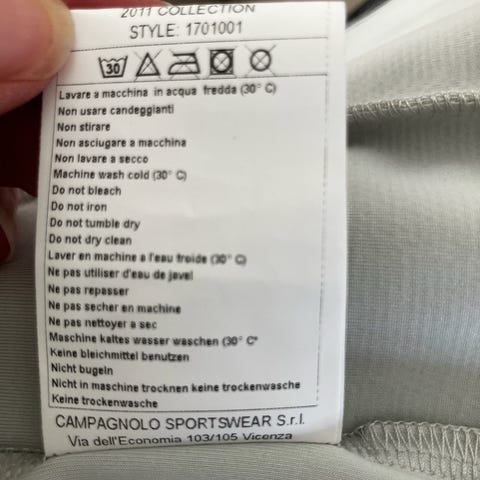 2011 COLLECTION
STYLE: 1701001
30
Lavare a macchina in acqua fredda (30° C)
Non usare candeggianti
Non stirare
Non asciugare a macchina
Non lavare a secco
Machine wash cold (30° C)
Do not bleach
Do not iron
Do not tumble dry
Do not dry clean
Laver en machine a l'eau froide (30° C)
Ne pas utiliser d'eau de javel
Ne pas repasser
Ne pas secher en machine
Ne pas nettoyer a sec
Maschine kaltes wasser waschen (30° C°
Keine bleichmittel benutzen
Nicht bugeln
Nicht in maschine trocknen keine trockenwasche
Keine trockenwasche
CAMPAGNOLO SPORTSWEAR S.r.l.
Via dell'Economia 103/105 Vicenza